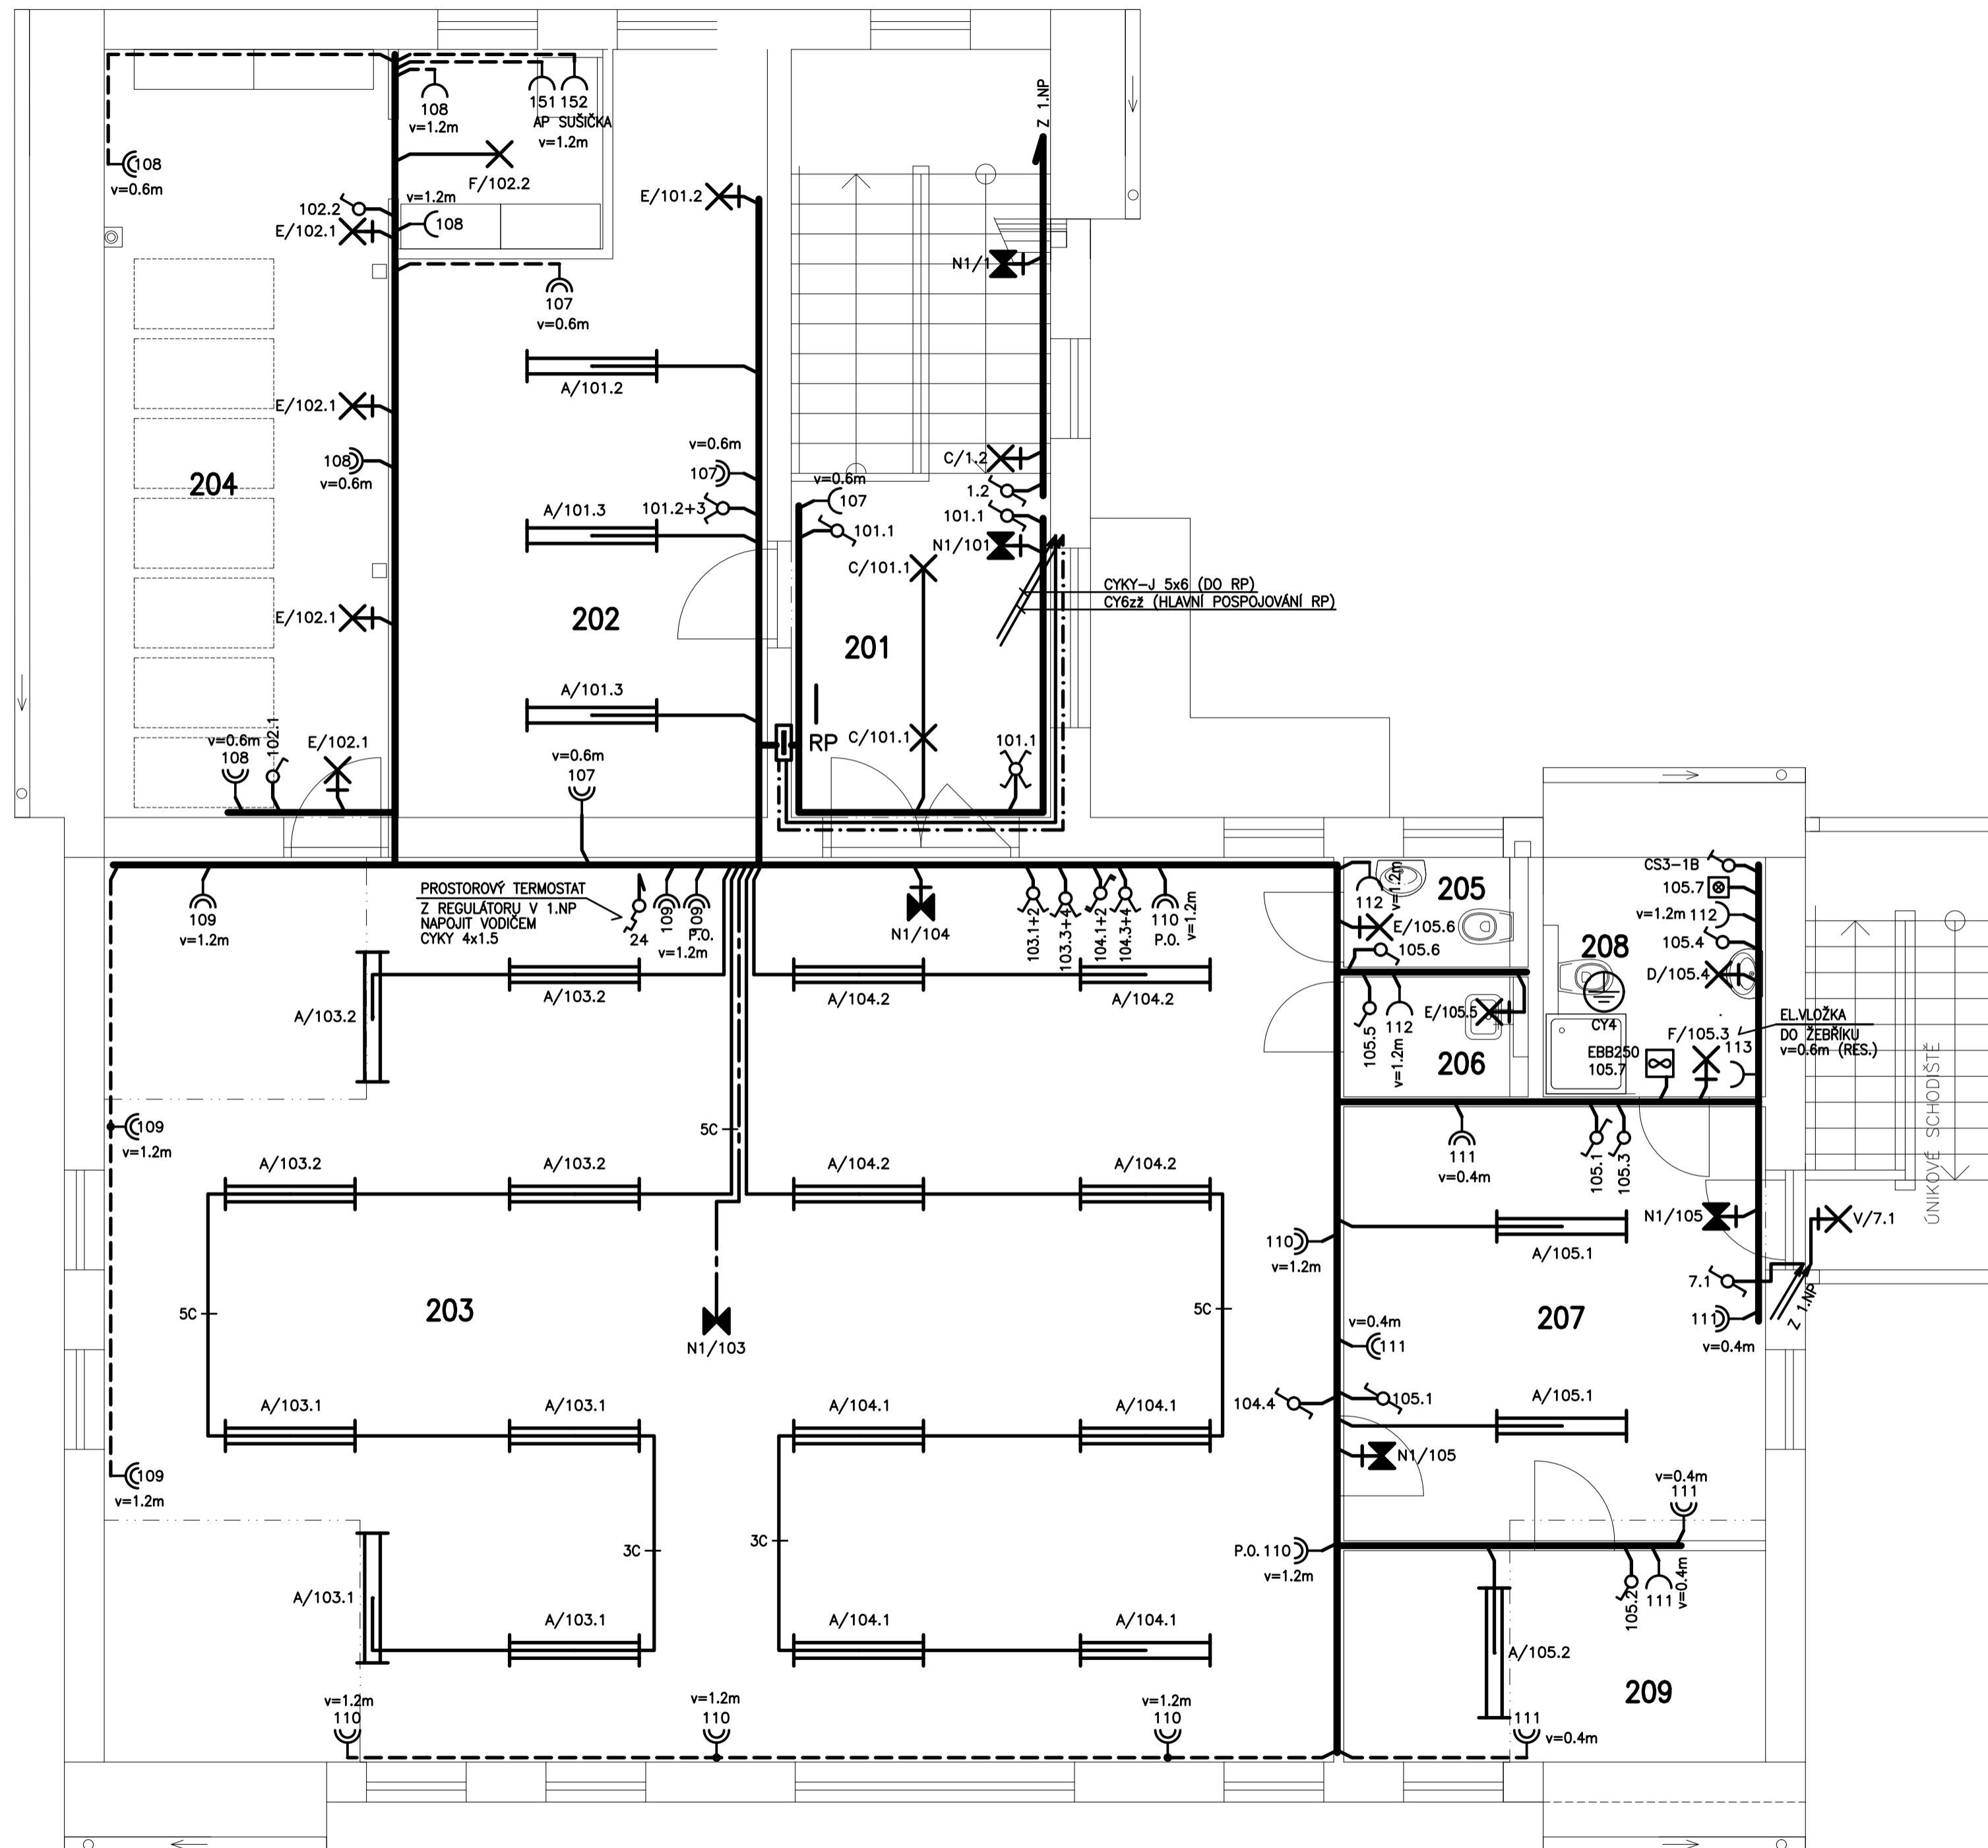 108
v=1.2m
151 152
AP SUŠIČKA
v=1.2m
Z 1.NP
108
v=0.6m
F/102.2
v=1.2m
102.2
E/102.1
108
E/101.2
N1/1
107
v=0.6m
A/101.2
E/102.1
v=0.6m
C/1.2
108
v=0.6m
204
107
v=0.6m
107
1.2
A/101.3
101.2+3
101.1
101.1
N1/101
C/101.1
CYKY-J 5x6 (DO RP)
CY6zž (HLAVNÍ POSPOJOVÁNÍ RP)
E/102.1
202
201
A/101.3
v=0.6m
108
102.1
E/102.1
RP
C/101.1
101.1
v=0.6m
107
PROSTOROVÝ TERMOSTAT
Z REGULÁTORU V 1.NP
NAPOJIT VODIČEM
CYKY 4x1.5
109
v=1.2m
24
109
109
P.O.
v=1.2m
N1/104
103.1+2
103.3+4
104.1+2
104.3+4
110
P.O.
v=1.2m
112
v=1.2m
205
E/105.6
105.6
CS3-1B
105.7
v=1.2m 112
105.4
208
D/105.4
A/103.2
A/103.2
A/104.2
A/104.2
105.5
112
v=1.2m
E/105.5
206
CY4
EBB250
105.7
F/105.3
113
EL.VLOŽKA
DO ŽEBŘÍKU
v=0.6m (RES.)
ÚNIKOVÉ SCHODIŠTĚ
109
v=1.2m
5C
A/103.2
A/103.2
A/104.2
A/104.2
111
v=0.4m
105.1
105.3
N1/105
V/7.1
110
v=1.2m
A/105.1
7.1
Z 1.NP
5C
203
N1/103
5C
207
111
v=0.4m
v=0.4m
111
104.4
105.1
A/105.1
A/103.1
A/103.1
A/104.1
A/104.1
N1/105
109
v=1.2m
v=0.4m
111
3C
3C
P.O. 110
v=1.2m
A/103.1
A/103.1
A/104.1
A/104.1
105.2
111
v=0.4m
A/105.2
209
v=1.2m
110
v=1.2m
110
v=1.2m
110
111
v=0.4m